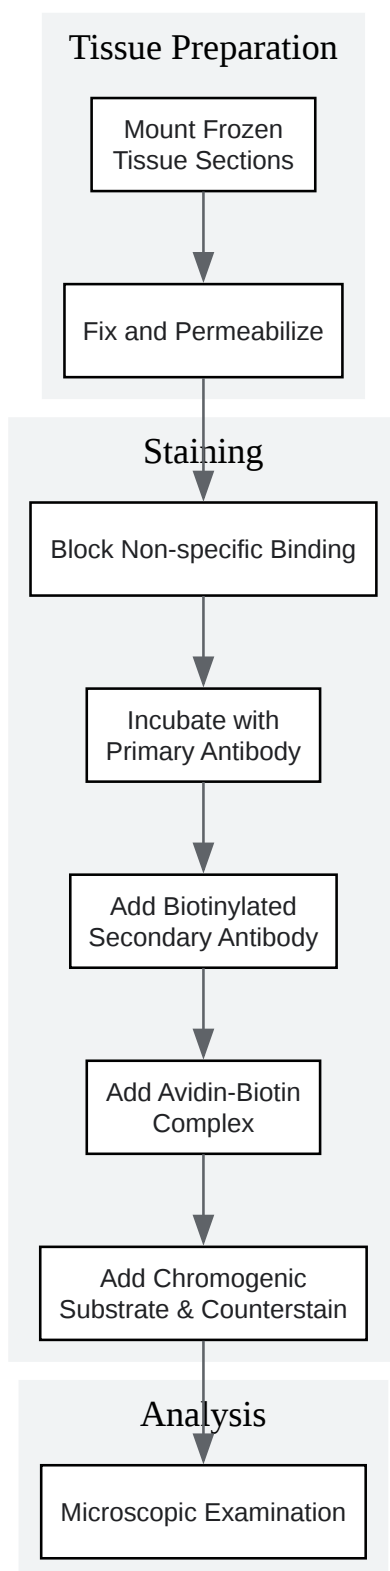 Tissue Preparation
Mount Frozen
Tissue Sections
Fix and Permeabilize
Staining
Block Non-specific Binding
Incubate with
Primary Antibody
Add Biotinylated
Secondary Antibody
Add Avidin-Biotin
Complex
Add Chromogenic
Substrate & Counterstain
Analysis
Microscopic Examination